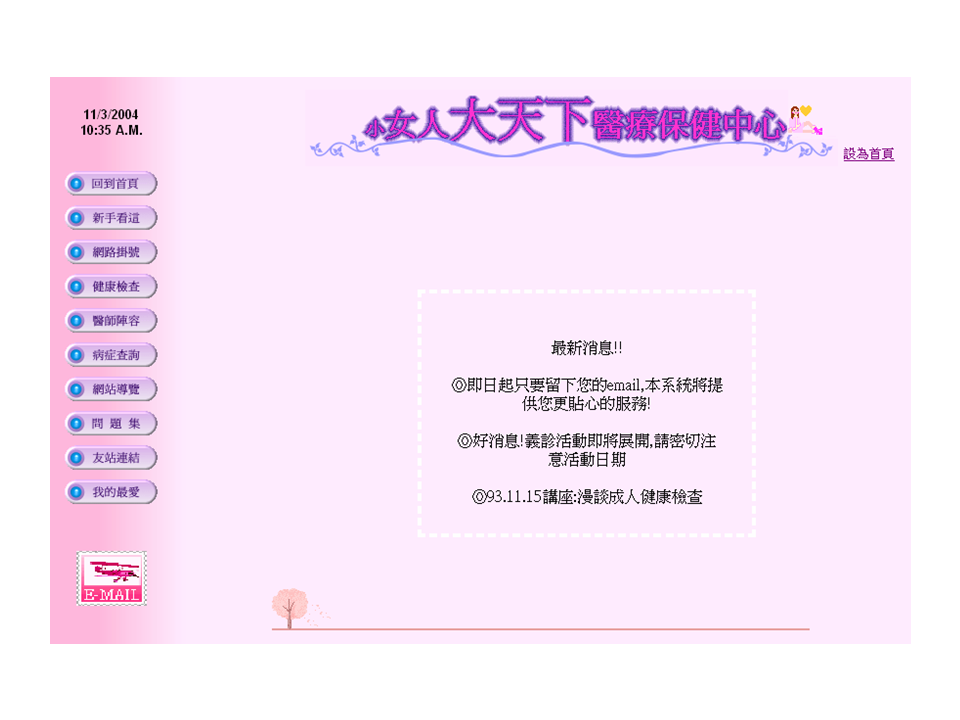 11/3/2004
10:35 A.M.
小女人大天下醫療保健中心
設為首頁
回到首頁
新手看這
網路掛號
健康檢查
醫師陣容
病症查詢
網站導覽
問 題 集
友站連結
我的最愛
E-MAIL
最新消息!!
◎即日起只要留下您的email,本系統將提
供您更貼心的服務!
◎好消息!義診活動即將展開,請密切注
意活動日期
◎93.11.15講座:漫談成人健康檢查